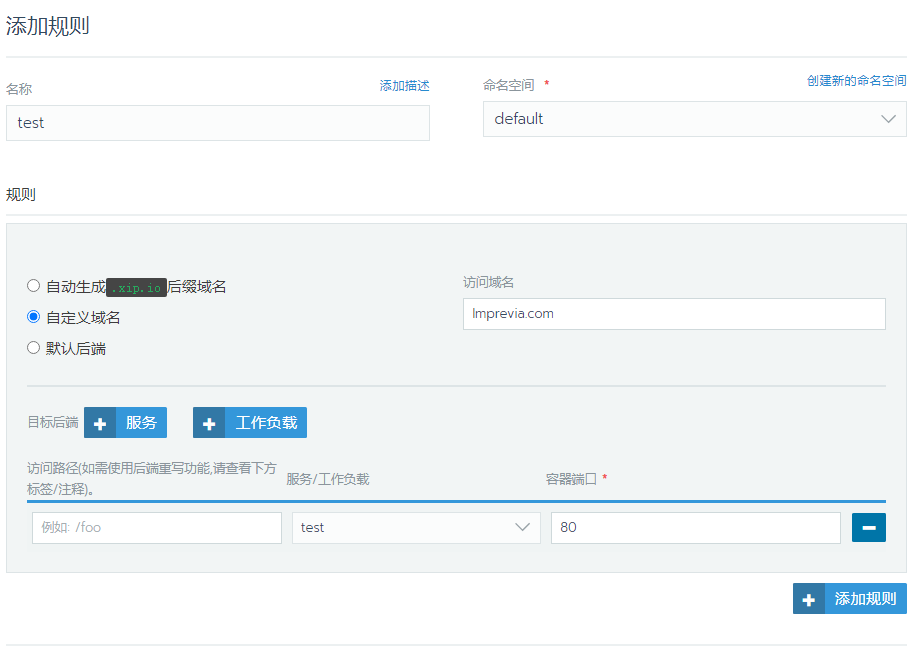 添加规则
名称 添加描述 命名空间 * 创建新的命名空间
test default
规则
自动生成.xip.io后缀域名 访问域名
自定义域名 Imprevia.com
默认后端
目标后端 服务 工作负载
访问路径(如需使用后端重写功能,请查看下方
标签/注释)。 服务/工作负载 容器端口 *
例如: /foo test 80
添加规则